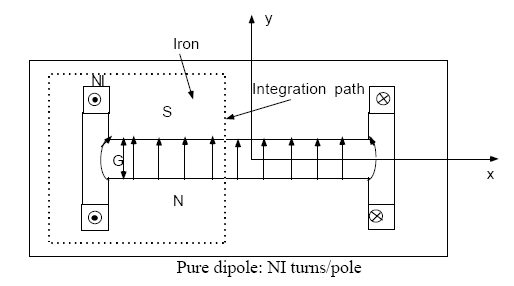 y
Iron
NI
Integration path
S
G
x
N
Pure dipole: NI turns/pole